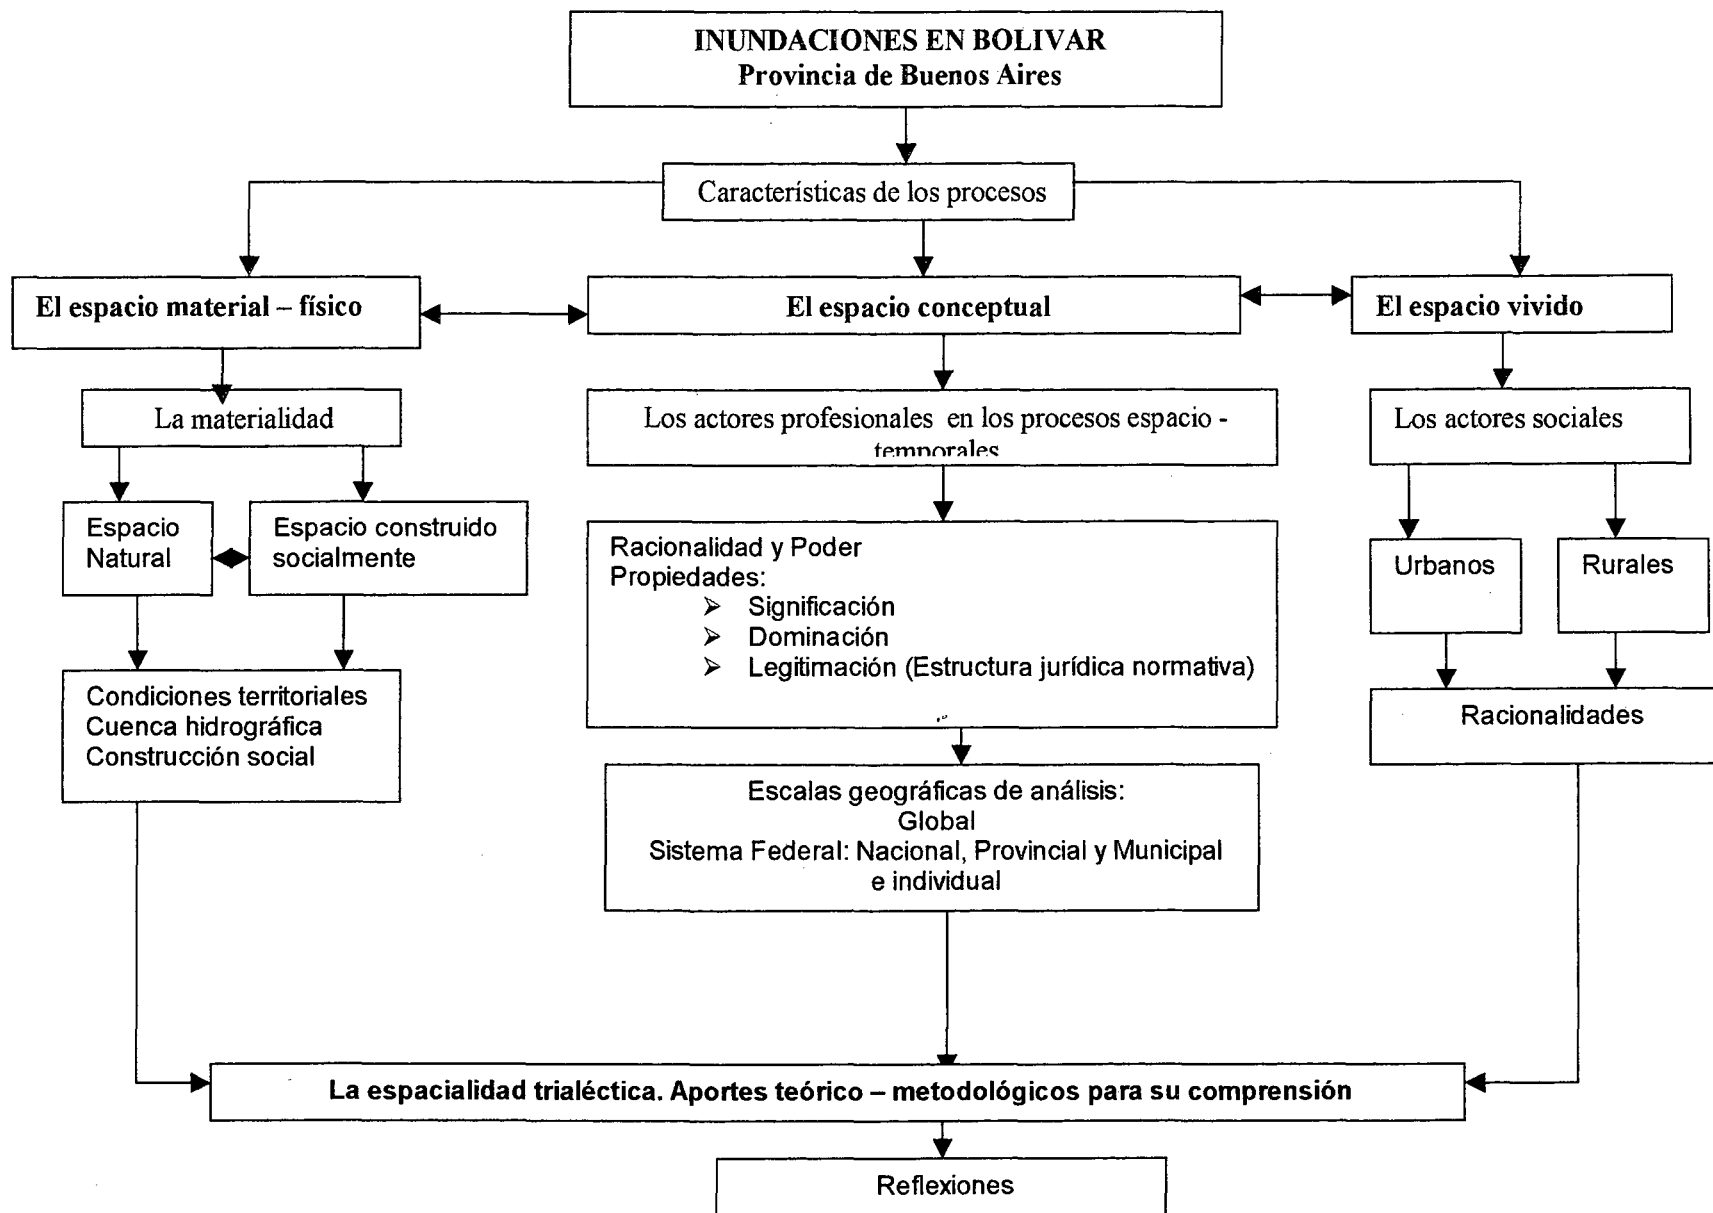 INUNDACIONES EN BOLIVAR
Provincia de Buenos Aires
Características de los procesos
El espacio material – físico
El espacio conceptual
El espacio vivido
La materialidad
Los actores profesionales en los procesos espacio -
temporales
Los actores sociales
Espacio
Natural
Espacio construido
socialmente
Racionalidad y Poder
Propiedades:
➢ Significación
➢ Dominación
➢ Legitimación (Estructura jurídica normativa)
Urbanos
Rurales
Condiciones territoriales
Cuenca hidrográfica
Construcción social
Racionalidades
Escalas geográficas de análisis:
Global
Sistema Federal: Nacional, Provincial y Municipal
e individual
La espacialidad trialéctica. Aportes teórico – metodológicos para su comprensión
Reflexiones